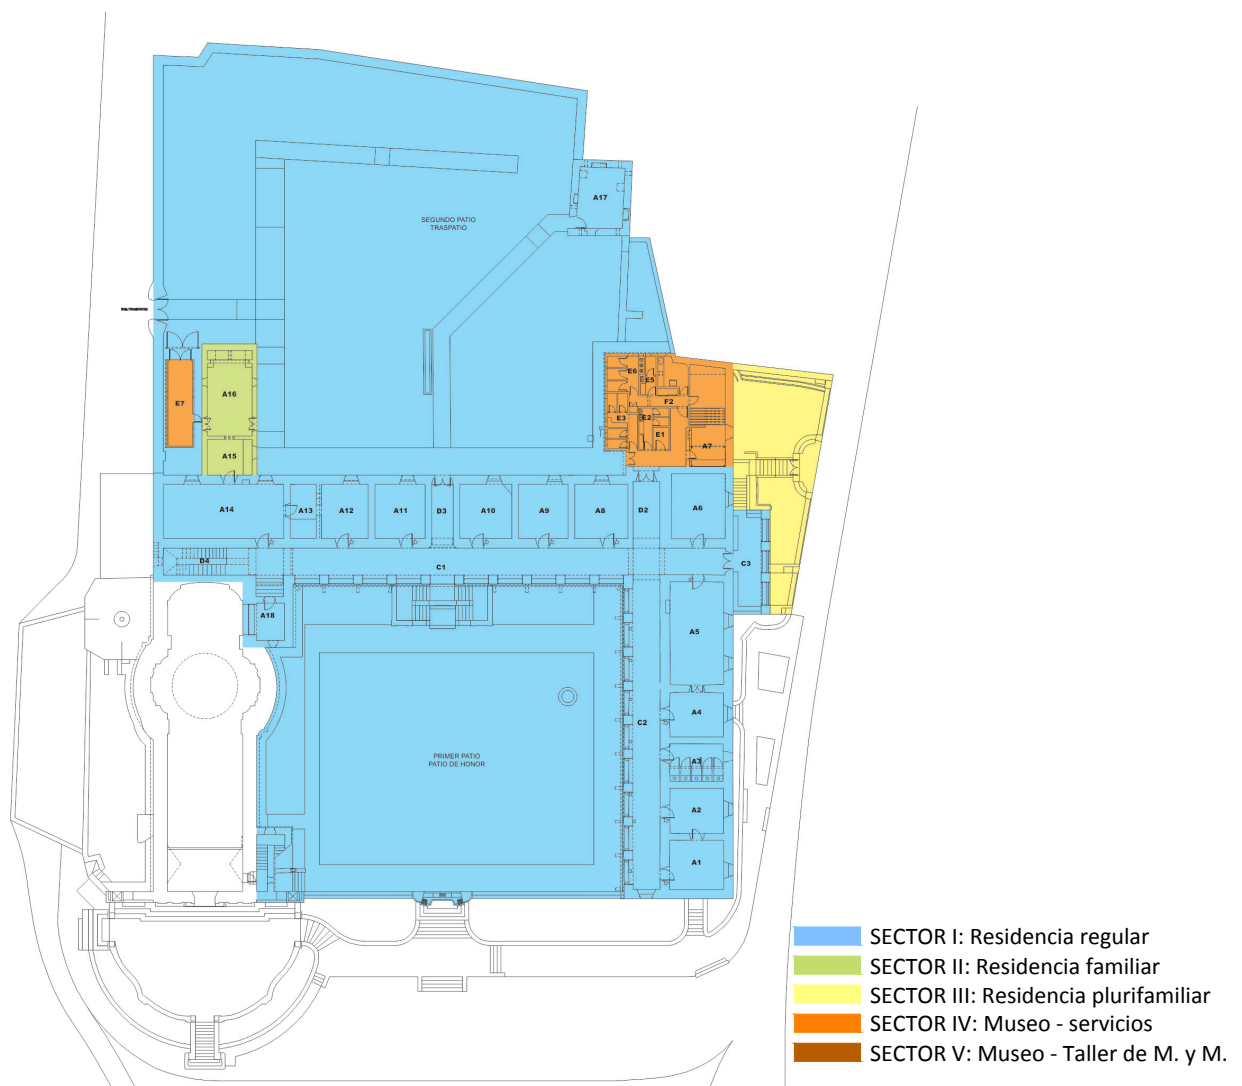 A17
SEGUNDO PATIO
TRASPATIO
E6
E5
A16
F2
E7
E3
E2
E1
A7
A15
A14
A13
A12
A11
D3
A10
A9
A8
D2
A6
D4
C1
C3
A18
A5
A4
C2
PRIMER PATIO
PATIO DE HONOR
A3
A2
A1
SECTOR I: Residencia regular
SECTOR II: Residencia familiar
SECTOR III: Residencia plurifamiliar
SECTOR IV: Museo - servicios
SECTOR V: Museo - Taller de M. y M.